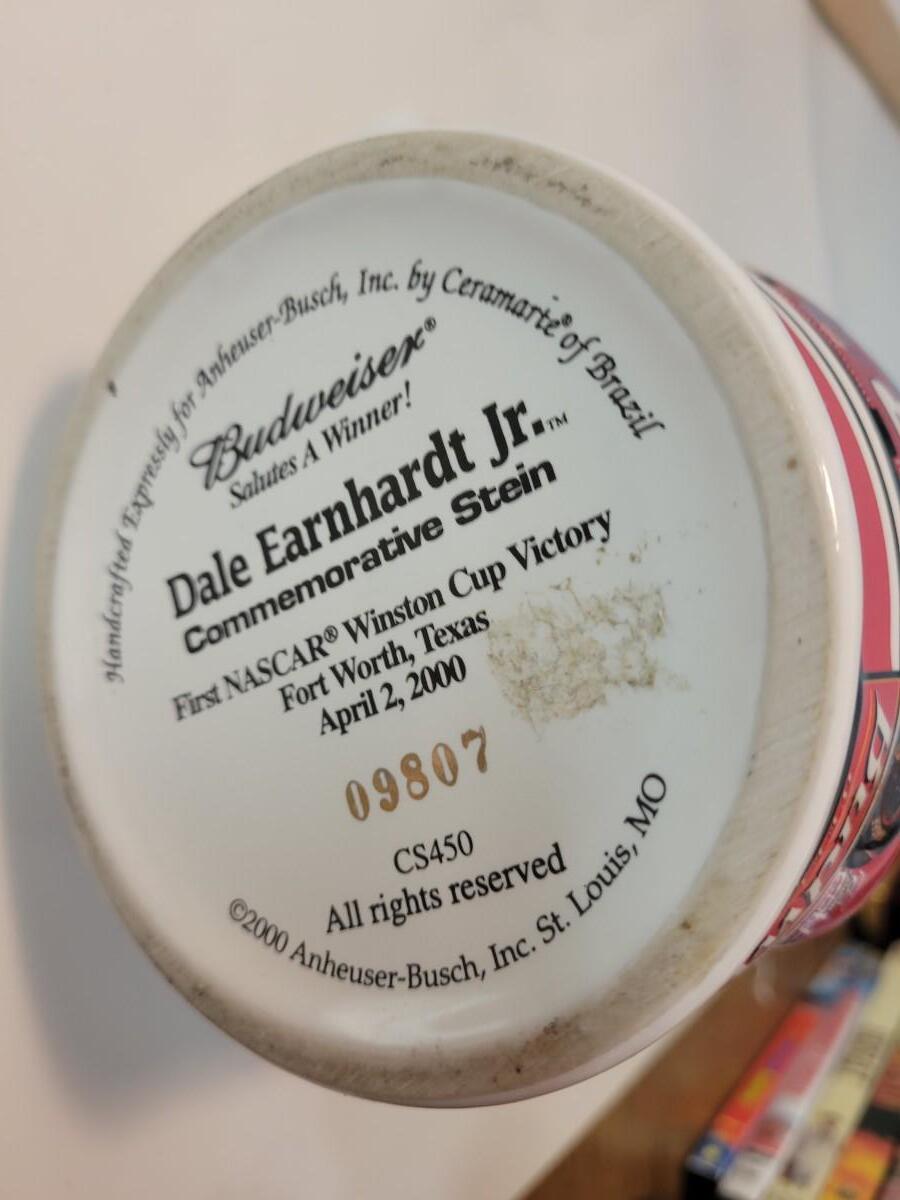 Handcrafted Expressly for Anheuser-Busch, Inc. by Ceramarte® of Brazil
Budweiser®
Salutes A Winner!
Dale Earnhardt Jr.™
Commemorative Stein
First NASCAR® Winston Cup Victory
Fort Worth, Texas
April 2, 2000
09807
CS450
All rights reserved
©2000 Anheuser-Busch, Inc. St. Louis, MO